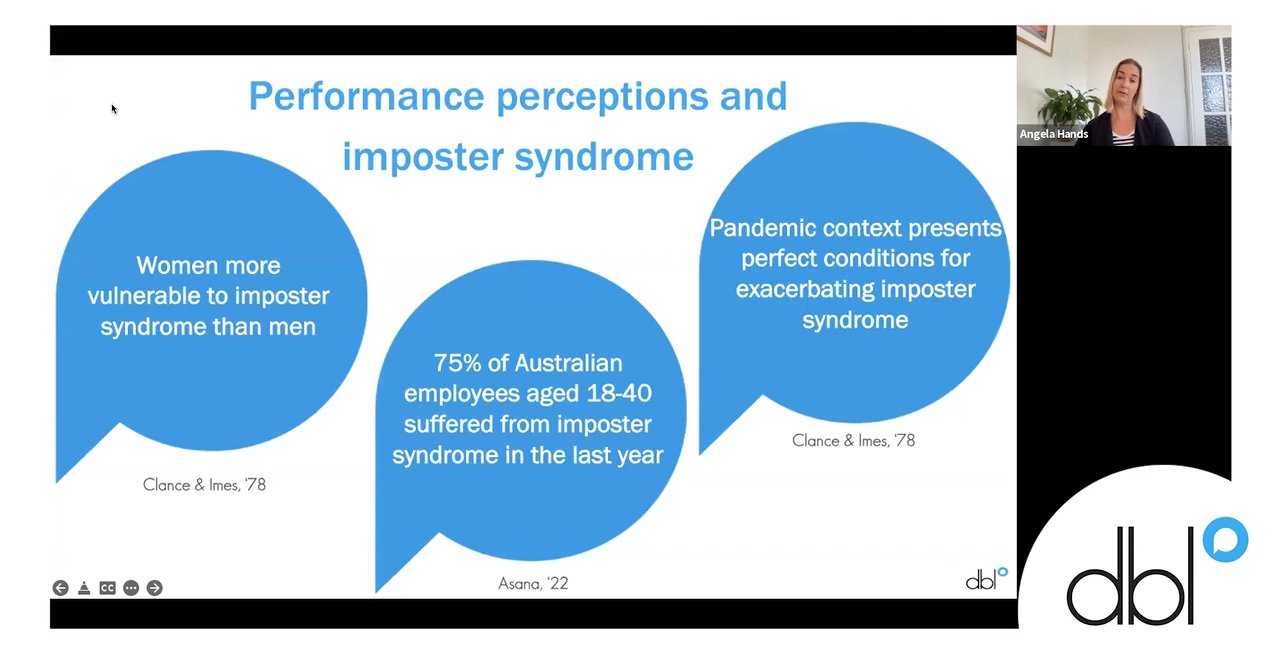 Performance perceptions and
imposter syndrome
Women more
vulnerable to imposter
syndrome than men
Clance & Imes, '78
75% of Australian
employees aged 18-40
suffered from imposter
syndrome in the last year
Asana, '22
Pandemic context presents
perfect conditions for
exacerbating imposter
syndrome
Clance & Imes, '78
Angela Hands
CC
dbl
dbl